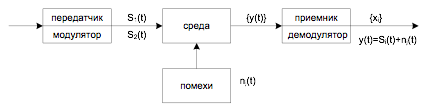 передатчик
модулятор
S₁(t)
S₂(t)
среда
{y(t)}
приемник
демодулятор
{xᵢ}
y(t)=Sᵢ(t)+nᵢ(t)
помехи
nᵢ(t)